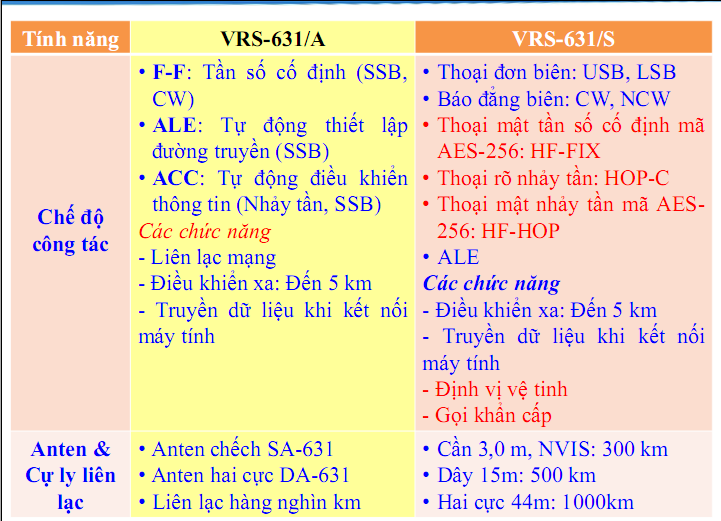 Tính năng
VRS-631/A
VRS-631/S
Chế độ
công tác
• F-F: Tần số cố định (SSB,
CW)
• ALE: Tự động thiết lập
đường truyền (SSB)
• ACC: Tự động điều khiển
thông tin (Nhảy tần, SSB)
Các chức năng
- Liên lạc mạng
- Điều khiển xa: Đến 5 km
- Truyền dữ liệu khi kết nối
máy tính
• Thoại đơn biên: USB, LSB
• Báo đẳng biên: CW, NCW
• Thoại mật tần số cố định mã
AES-256: HF-FIX
• Thoại rõ nhảy tần: HOP-C
• Thoại mật nhảy tần mã AES-
256: HF-HOP
• ALE
Các chức năng
- Điều khiển xa: Đến 5 km
- Truyền dữ liệu khi kết nối
máy tính
- Định vị vệ tinh
- Gọi khẩn cấp
Anten &
Cự ly liên
lạc
• Anten chếch SA-631
• Anten hai cực DA-631
• Liên lạc hàng nghìn km
• Cần 3,0 m, NVIS: 300 km
• Dây 15m: 500 km
• Hai cực 44m: 1000km